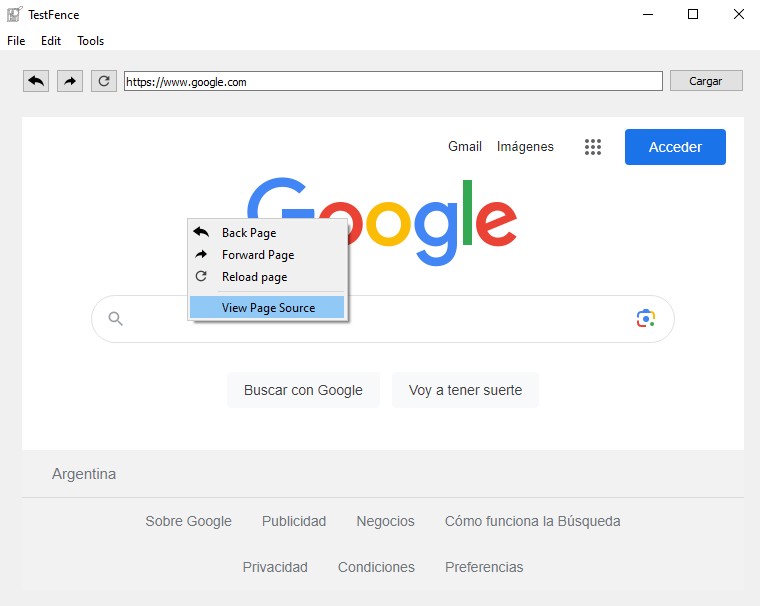 TestFence
File Edit Tools
https://www.google.com Cargar
Gmail Imágenes Acceder
Google
Back Page
Forward Page
Reload page
View Page Source
Buscar con Google Voy a tener suerte
Argentina
Sobre Google Publicidad Negocios Cómo funciona la Búsqueda
Privacidad Condiciones Preferencias